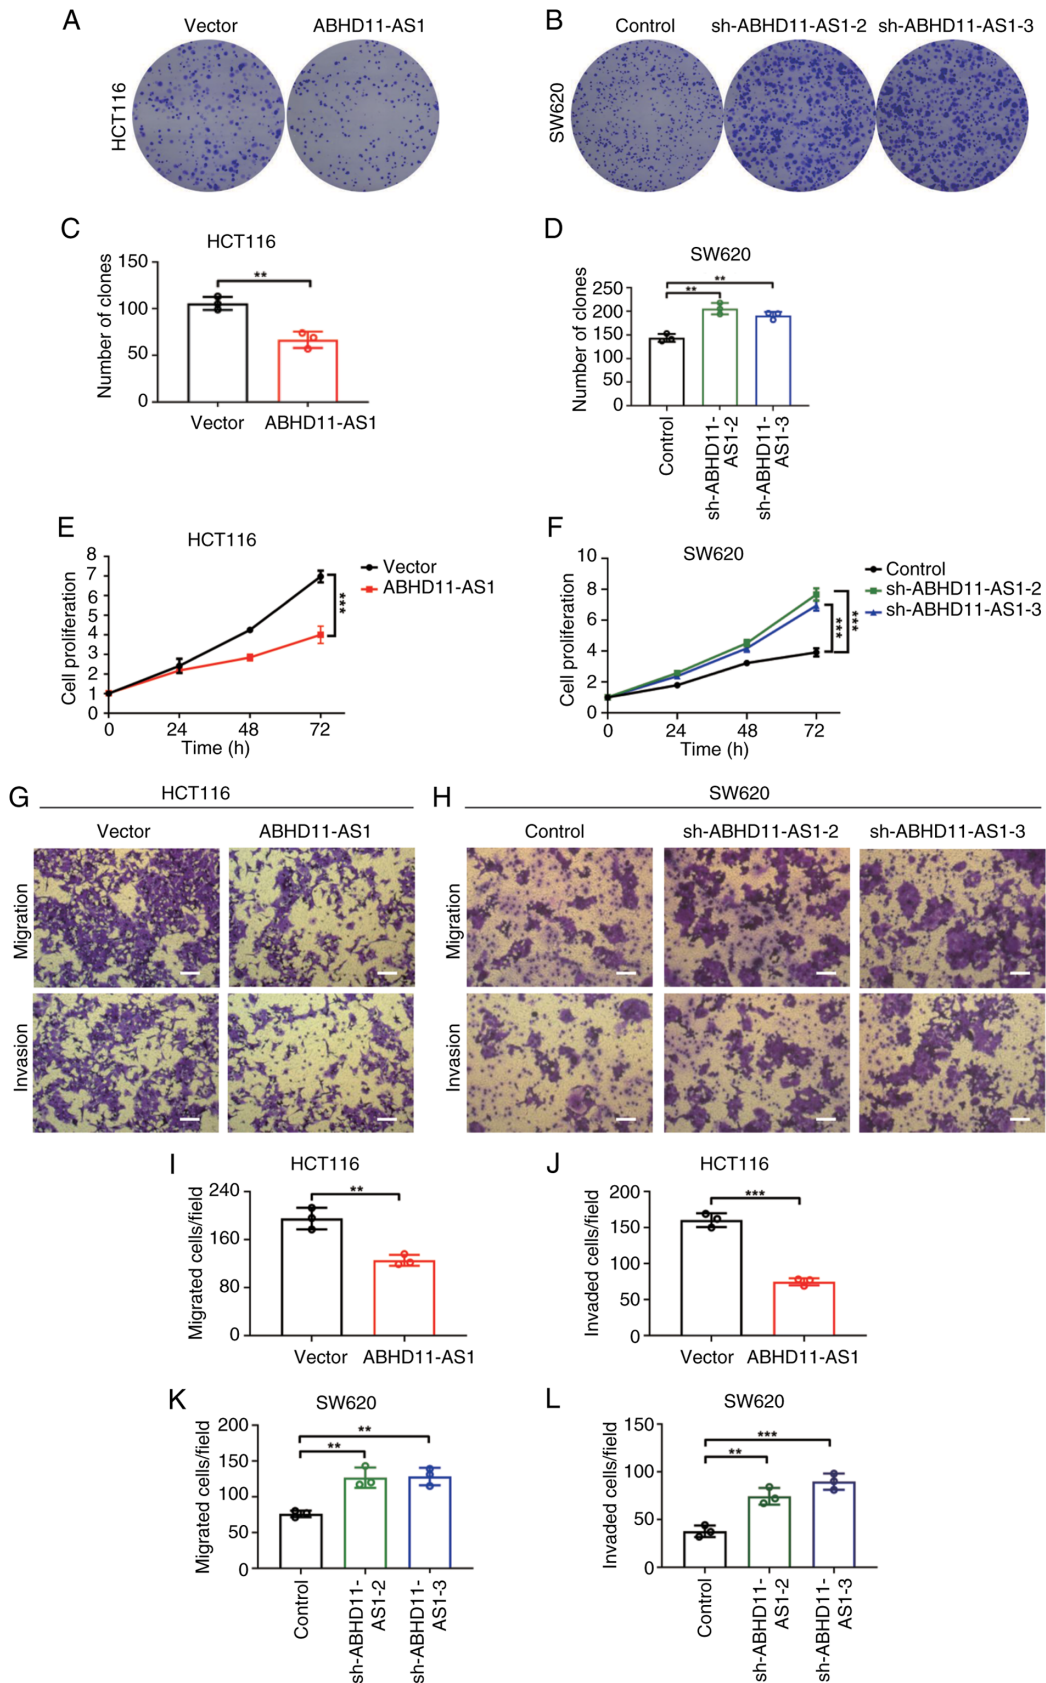 A
Vector
ABHD11-AS1
HCT116
B
Control
sh-ABHD11-AS1-2
sh-ABHD11-AS1-3
SW620
C
HCT116
Number of clones
150
100
50
0
**
Vector
ABHD11-AS1
D
SW620
Number of clones
250
200
150
100
50
0
**
**
Control
sh-ABHD11-
AS1-2
sh-ABHD11-
AS1-3
E
HCT116
Cell proliferation
8
7
6
5
4
3
2
1
0
0
24
48
72
Time (h)
Vector
ABHD11-AS1
***
F
SW620
Cell proliferation
10
8
6
4
2
0
0
24
48
72
Time (h)
Control
sh-ABHD11-AS1-2
sh-ABHD11-AS1-3
***
***
G
HCT116
Vector
ABHD11-AS1
Migration
Invasion
H
SW620
Control
sh-ABHD11-AS1-2
sh-ABHD11-AS1-3
Migration
Invasion
I
HCT116
Migrated cells/field
240
160
80
0
**
Vector
ABHD11-AS1
J
HCT116
Invaded cells/field
200
150
100
50
0
***
Vector
ABHD11-AS1
K
SW620
Migrated cells/field
200
150
100
50
0
**
**
Control
sh-ABHD11-
AS1-2
sh-ABHD11-
AS1-3
L
SW620
Invaded cells/field
150
100
50
0
***
**
Control
sh-ABHD11-
AS1-2
sh-ABHD11-
AS1-3